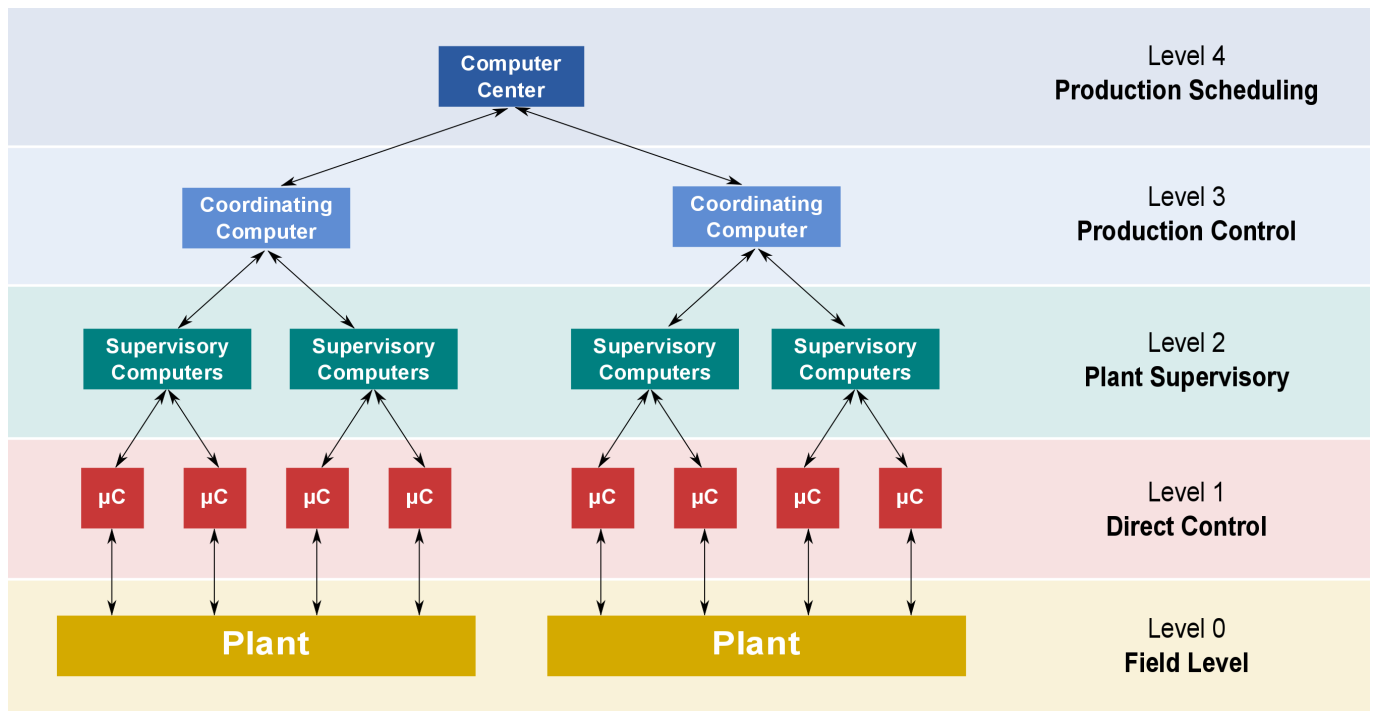 Computer
Center
Level 4
Production Scheduling
Coordinating
Computer
Coordinating
Computer
Level 3
Production Control
Supervisory
Computers
Supervisory
Computers
Supervisory
Computers
Supervisory
Computers
Level 2
Plant Supervisory
µC
µC
µC
µC
µC
µC
µC
µC
Level 1
Direct Control
Plant
Plant
Level 0
Field Level